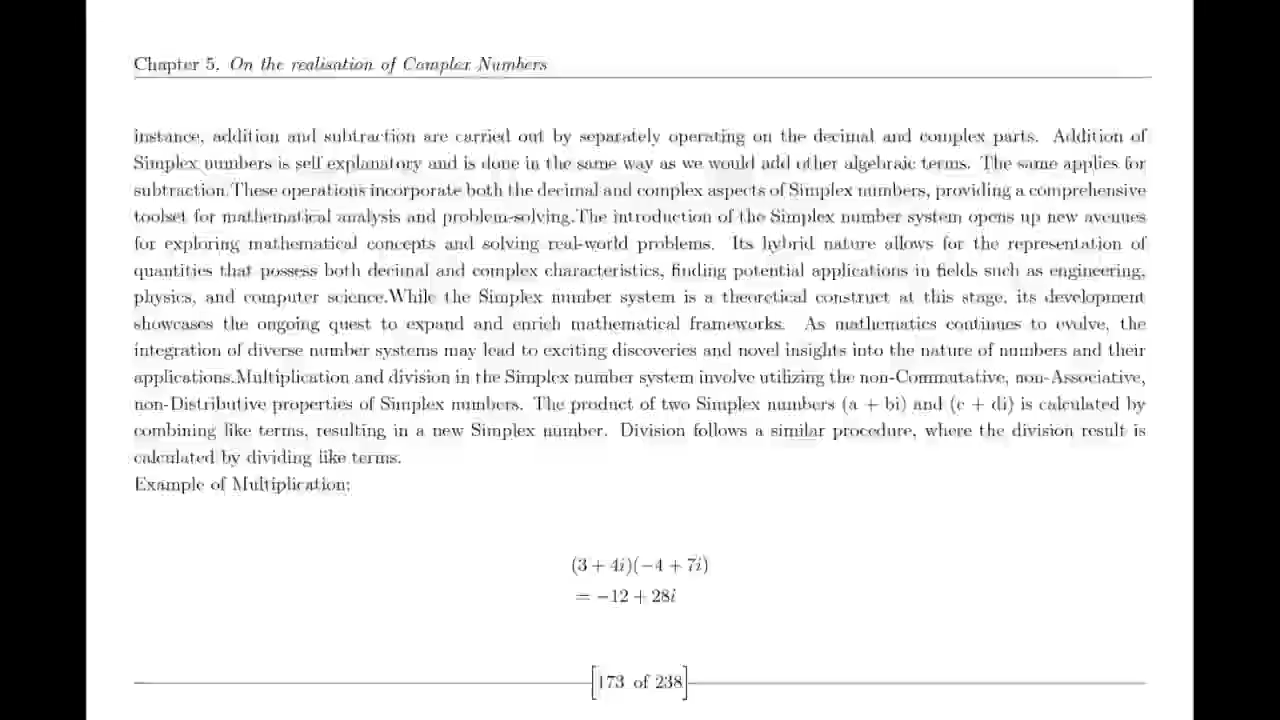 Chapter 5. On the realisation of Complex Numbers
instance, addition and subtraction are carried out by separately operating on the decimal and complex parts. Addition of
Simplex numbers is self explanatory and is done in the same way as we would add other algebraic terms. The same applies for
subtraction.These operations incorporate both the decimal and complex aspects of Simplex numbers, providing a comprehensive
toolset for mathematical analysis and problem-solving.The introduction of the Simplex number system opens up new avenues
for exploring mathematical concepts and solving real-world problems. Its hybrid nature allows for the representation of
quantities that possess both decimal and complex characteristics, finding potential applications in fields such as engineering,
physics, and computer science.While the Simplex number system is a theoretical construct at this stage, its development
showcases the ongoing quest to expand and enrich mathematical frameworks. As mathematics continues to evolve, the
integration of diverse number systems may lead to exciting discoveries and novel insights into the nature of numbers and their
applications.Multiplication and division in the Simplex number system involve utilizing the non-Commutative, non-Associative,
non-Distributive properties of Simplex numbers. The product of two Simplex numbers (a + bi) and (c + di) is calculated by
combining like terms, resulting in a new Simplex number. Division follows a similar procedure, where the division result is
calculated by dividing like terms.
Example of Multiplication:
(3 + 4i)(−4 + 7i)
= −12 + 28i
[173 of 238]